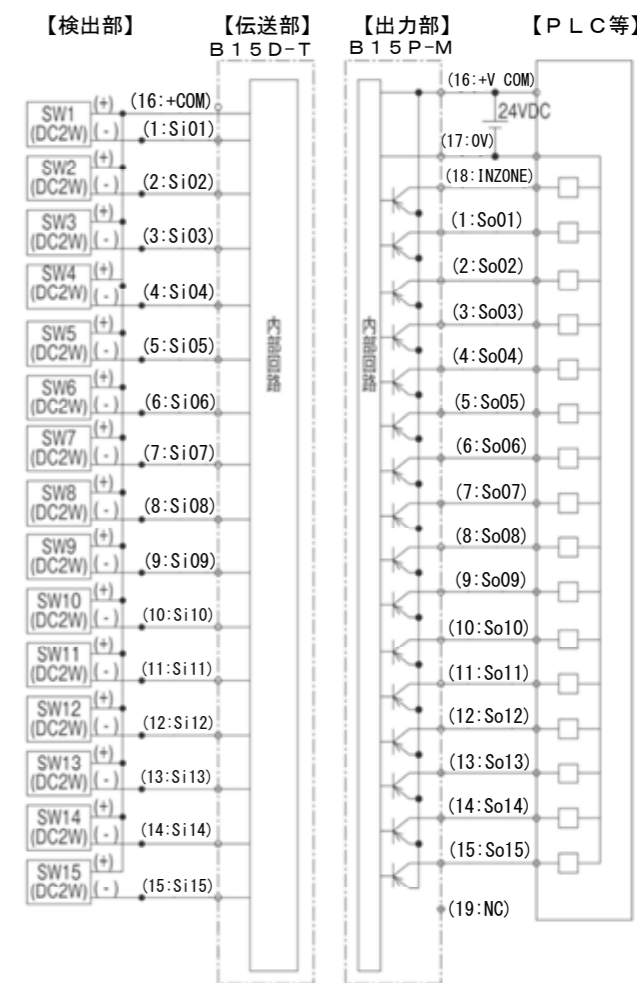 【検出部】
【伝送部】
B15D-T
【出力部】
B15P-M
【PLC等】
SW1
(DC2W)
(+)
(-)
(16:+COM)
(1:Si01)
SW2
(DC2W)
(+)
(-)
(2:Si02)
SW3
(DC2W)
(+)
(-)
(3:Si03)
SW4
(DC2W)
(+)
(-)
(4:Si04)
SW5
(DC2W)
(+)
(-)
(5:Si05)
SW6
(DC2W)
(+)
(-)
(6:Si06)
SW7
(DC2W)
(+)
(-)
(7:Si07)
SW8
(DC2W)
(+)
(-)
(8:Si08)
SW9
(DC2W)
(+)
(-)
(9:Si09)
SW10
(DC2W)
(+)
(-)
(10:Si10)
SW11
(DC2W)
(+)
(-)
(11:Si11)
SW12
(DC2W)
(+)
(-)
(12:Si12)
SW13
(DC2W)
(+)
(-)
(13:Si13)
SW14
(DC2W)
(+)
(-)
(14:Si14)
SW15
(DC2W)
(+)
(-)
(15:Si15)
内部回路
内部回路
(16:+V COM)
24VDC
(17:0V)
(18:INZONE)
(1:So01)
(2:So02)
(3:So03)
(4:So04)
(5:So05)
(6:So06)
(7:So07)
(8:So08)
(9:So09)
(10:So10)
(11:So11)
(12:So12)
(13:So13)
(14:So14)
(15:So15)
(19:NC)